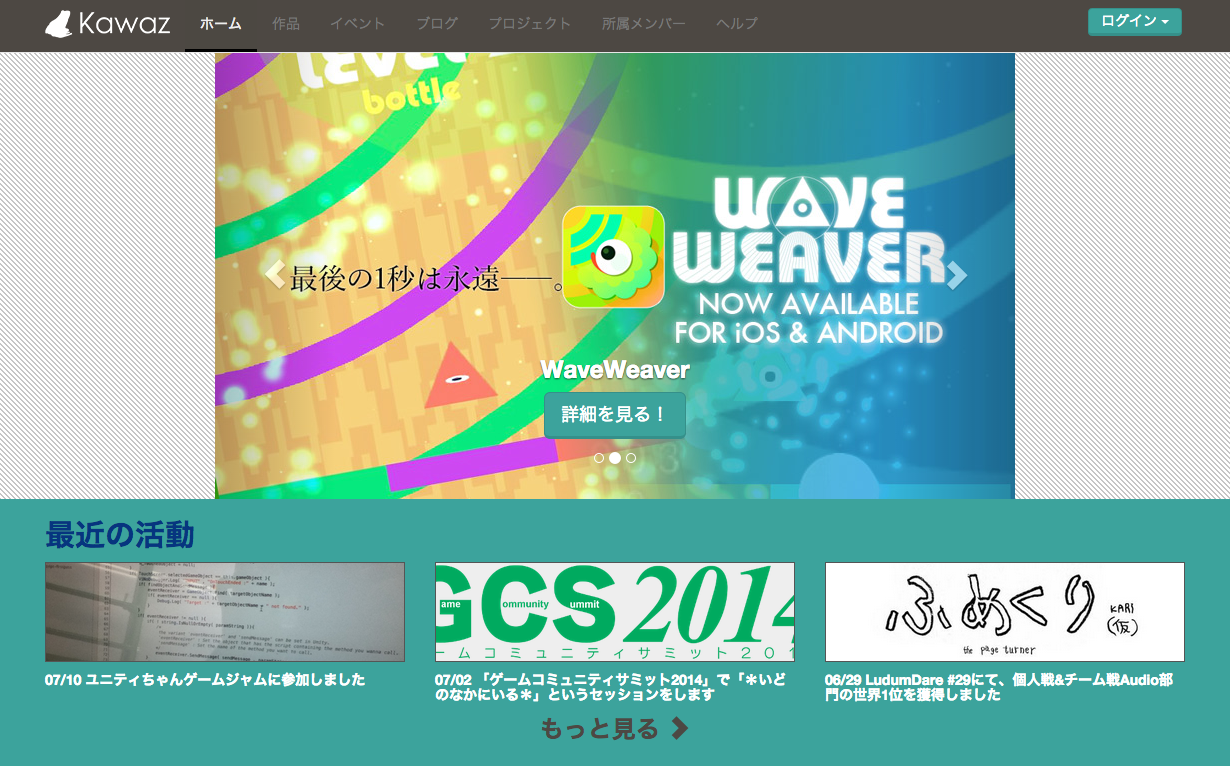 Kawaz
ホーム 作品 イベント ブログ プロジェクト 所属メンバー ヘルプ
ログイン
LEVEL
bottle
最後の1秒は永遠――。
WAVE
WEAVER
NOW AVAILABLE
FOR iOS & ANDROID
WaveWeaver
詳細を見る！
最近の活動
GCS2014
ame ommunity ummit
ームコミュニティサミット201
ふめくり
KARI
(仮)
the page turner
07/10 ユニティちゃんゲームジャムに参加しました
07/02 「ゲームコミュニティサミット2014」で「＊いど
のなかにいる＊」というセッションをします
06/29 LudumDare #29にて、個人戦&チーム戦Audio部
門の世界1位を獲得しました
もっと見る